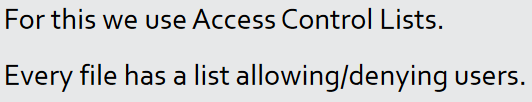 For this we use Access Control Lists.
Every file has a list allowing/denying users.